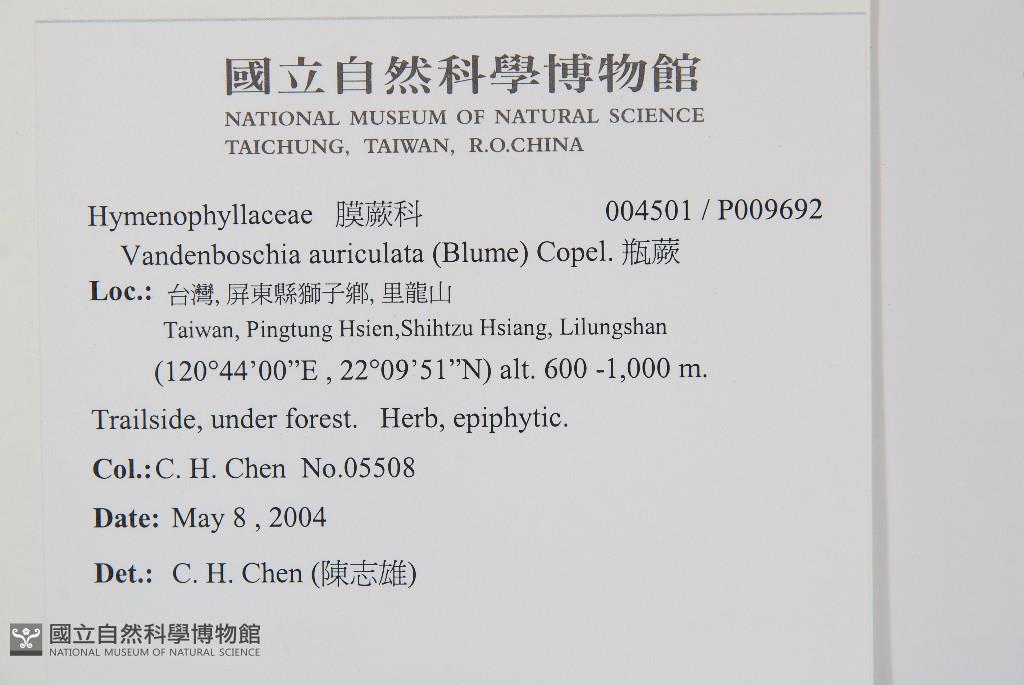 國立自然科學博物館
NATIONAL MUSEUM OF NATURAL SCIENCE
TAICHUNG, TAIWAN, R.O.CHINA
Hymenophyllaceae 膜蕨科 004501 / P009692
Vandenboschia auriculata (Blume) Copel. 瓶蕨
Loc.: 台灣, 屏東縣獅子鄉, 里龍山
Taiwan, Pingtung Hsien,Shihtzu Hsiang, Lilungshan
(120°44’00”E , 22°09’51”N) alt. 600 -1,000 m.
Trailside, under forest. Herb, epiphytic.
Col.: C. H. Chen No.05508
Date: May 8 , 2004
Det.: C. H. Chen (陳志雄)
國立自然科學博物館
NATIONAL MUSEUM OF NATURAL SCIENCE